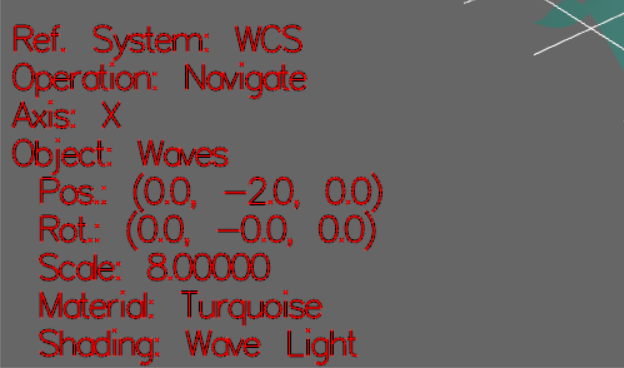 Ref. System: WCS
Operation: Navigate
Axis: X
Object: Waves
Pos.: (0.0, -2.0, 0.0)
Rot.: (0.0, -0.0, 0.0)
Scale: 8.00000
Material: Turquoise
Shading: Wave Light